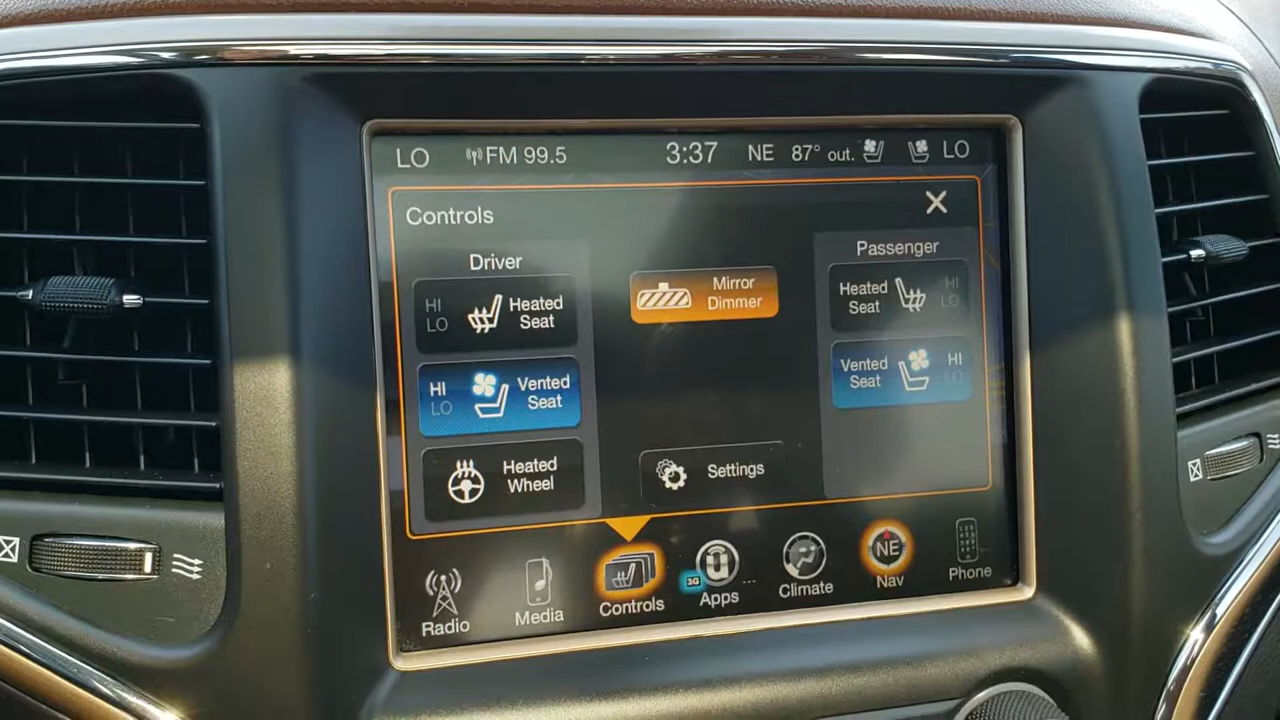 LO FM 99.5 3:37 NE 87° out. LO
Controls
Driver
HI
LO
Heated
Seat
HI
LO
Vented
Seat
Heated
Wheel
Mirror
Dimmer
Settings
Passenger
Heated
Seat
HI
LO
Vented
Seat
HI
LO
Radio
Media
Controls
3G
Apps
Climate
NE
Nav
Phone